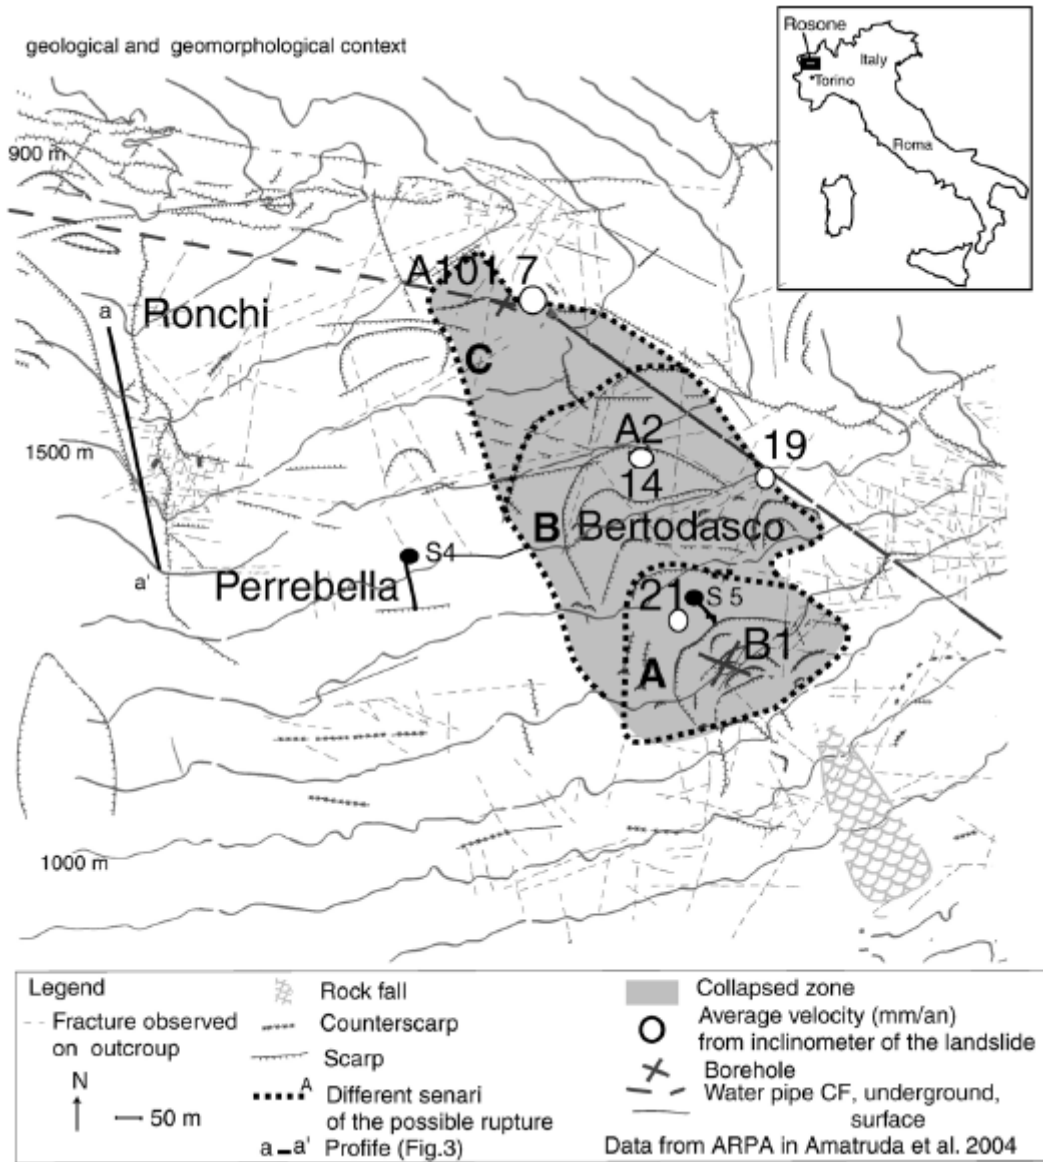 geological and geomorphological context
Rosone
Italy
Torino
Roma
900 m
A101
7
a
Ronchi
C
1500 m
A2
19
14
B
Bertodasco
a'
S4
Perrebella
21
S 5
B1
A
1000 m
Legend
Fracture observed
on outcroup
N
50 m
Rock fall
Counterscarp
Scarp
A
Different senari
of the possible rupture
a a' Profife (Fig.3)
Collapsed zone
Average velocity (mm/an)
from inclinometer of the landslide
Borehole
Water pipe CF, underground,
surface
Data from ARPA in Amatruda et al. 2004